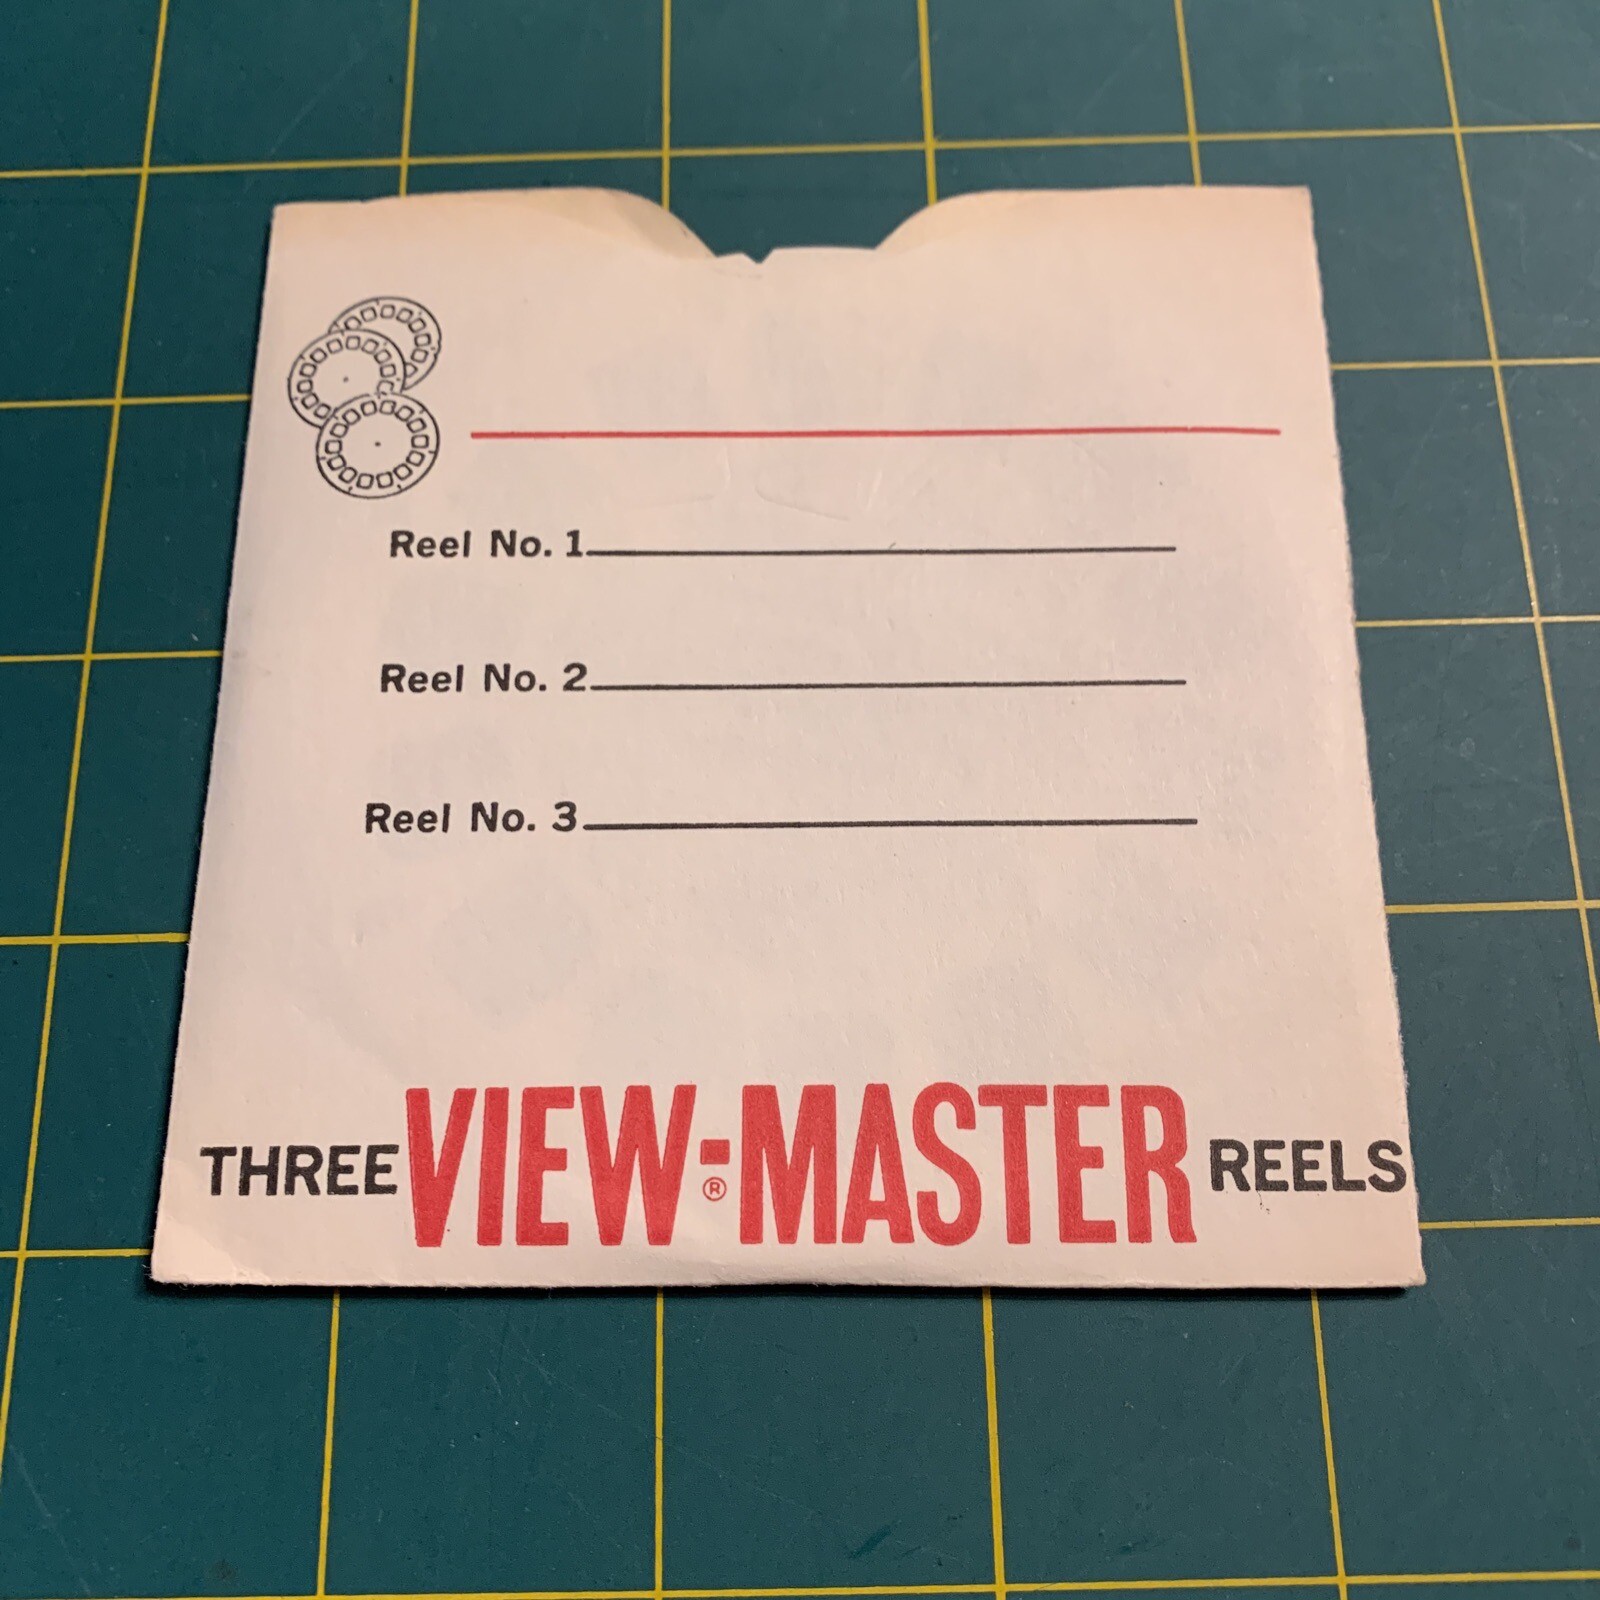 Reel No. 1
Reel No. 2
Reel No. 3
THREE VIEW-MASTER® REELS